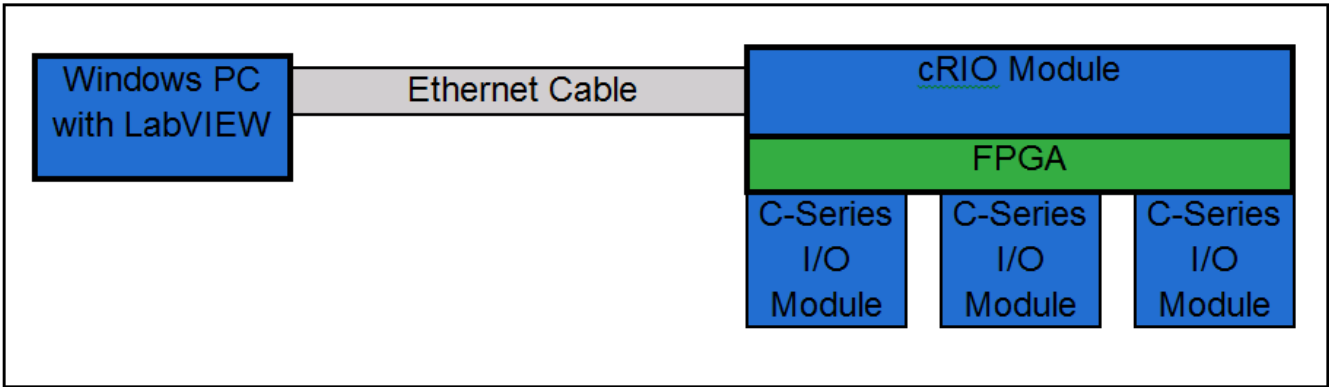 Windows PC
with LabVIEW
Ethernet Cable
cRIO Module
FPGA
C-Series
I/O
Module
C-Series
I/O
Module
C-Series
I/O
Module